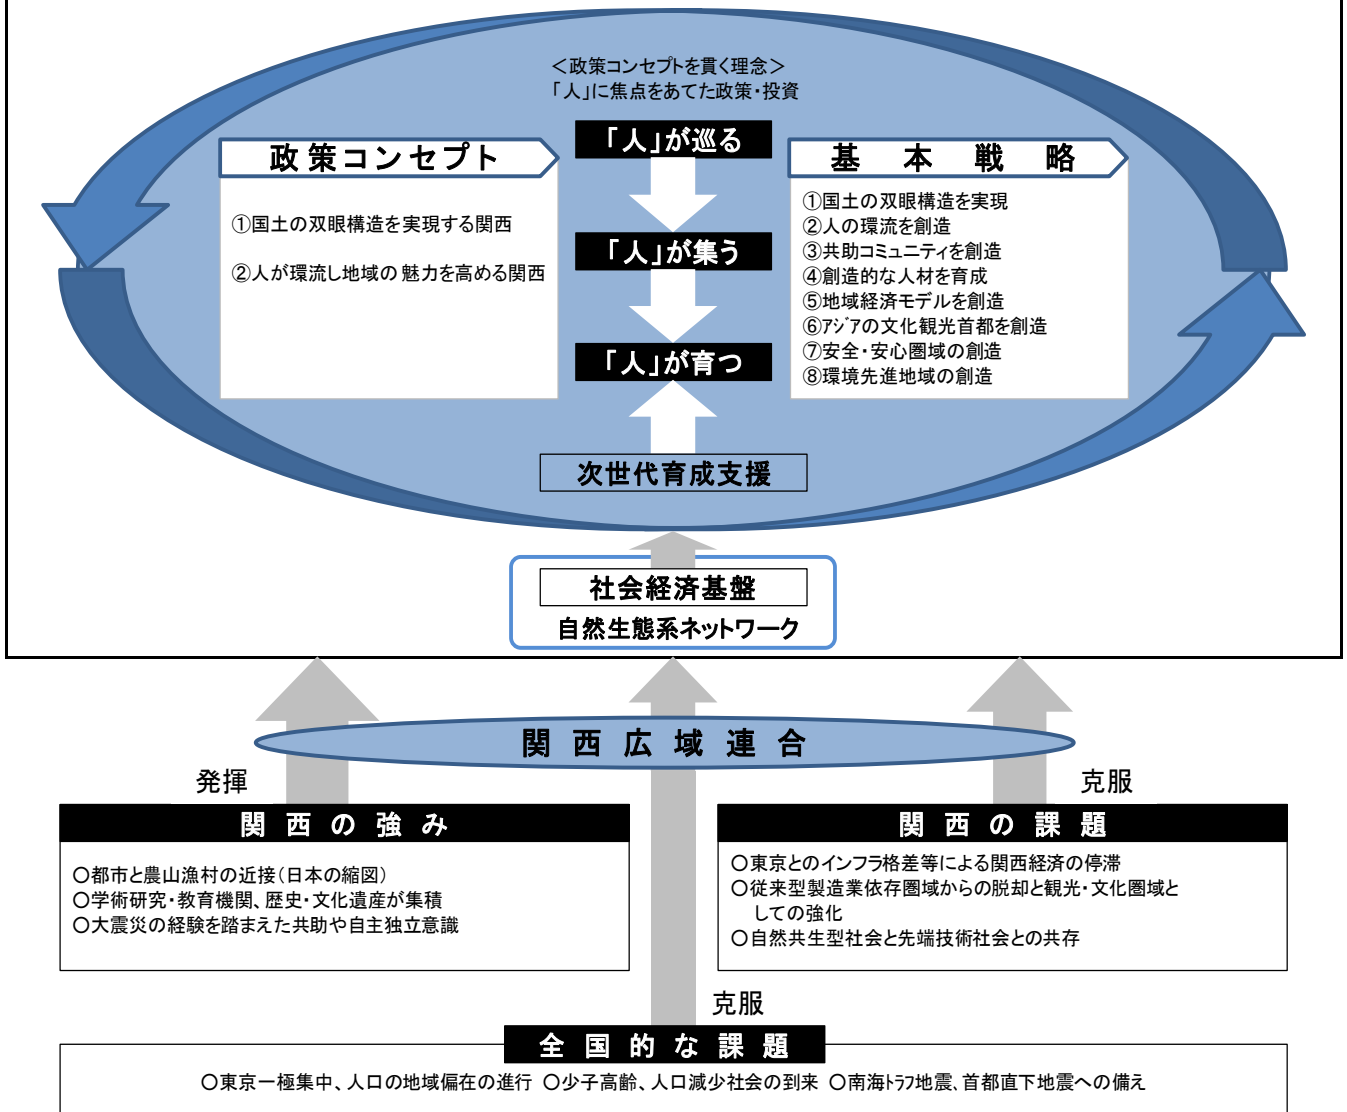 ＜政策コンセプトを貫く理念＞
「人」に焦点をあてた政策・投資
「人」が巡る
「人」が集う
「人」が育つ
次世代育成支援
政策コンセプト
①国土の双眼構造を実現する関西
②人が環流し地域の魅力を高める関西
基本戦略
①国土の双眼構造を実現
②人の環流を創造
③共助コミュニティを創造
④創造的な人材を育成
⑤地域経済モデルを創造
⑥ｱｼﾞｱの文化観光首都を創造
⑦安全・安心圏域の創造
⑧環境先進地域の創造
社会経済基盤
自然生態系ネットワーク
関西広域連合
発揮
克服
関西の強み
○都市と農山漁村の近接（日本の縮図）
○学術研究・教育機関、歴史・文化遺産が集積
○大震災の経験を踏まえた共助や自主独立意識
関西の課題
○東京とのインフラ格差等による関西経済の停滞
○従来型製造業依存圏域からの脱却と観光・文化圏域と
しての強化
○自然共生型社会と先端技術社会との共存
克服
全国的な課題
○東京一極集中、人口の地域偏在の進行 ○少子高齢、人口減少社会の到来 ○南海ﾄﾗﾌ地震、首都直下地震への備え